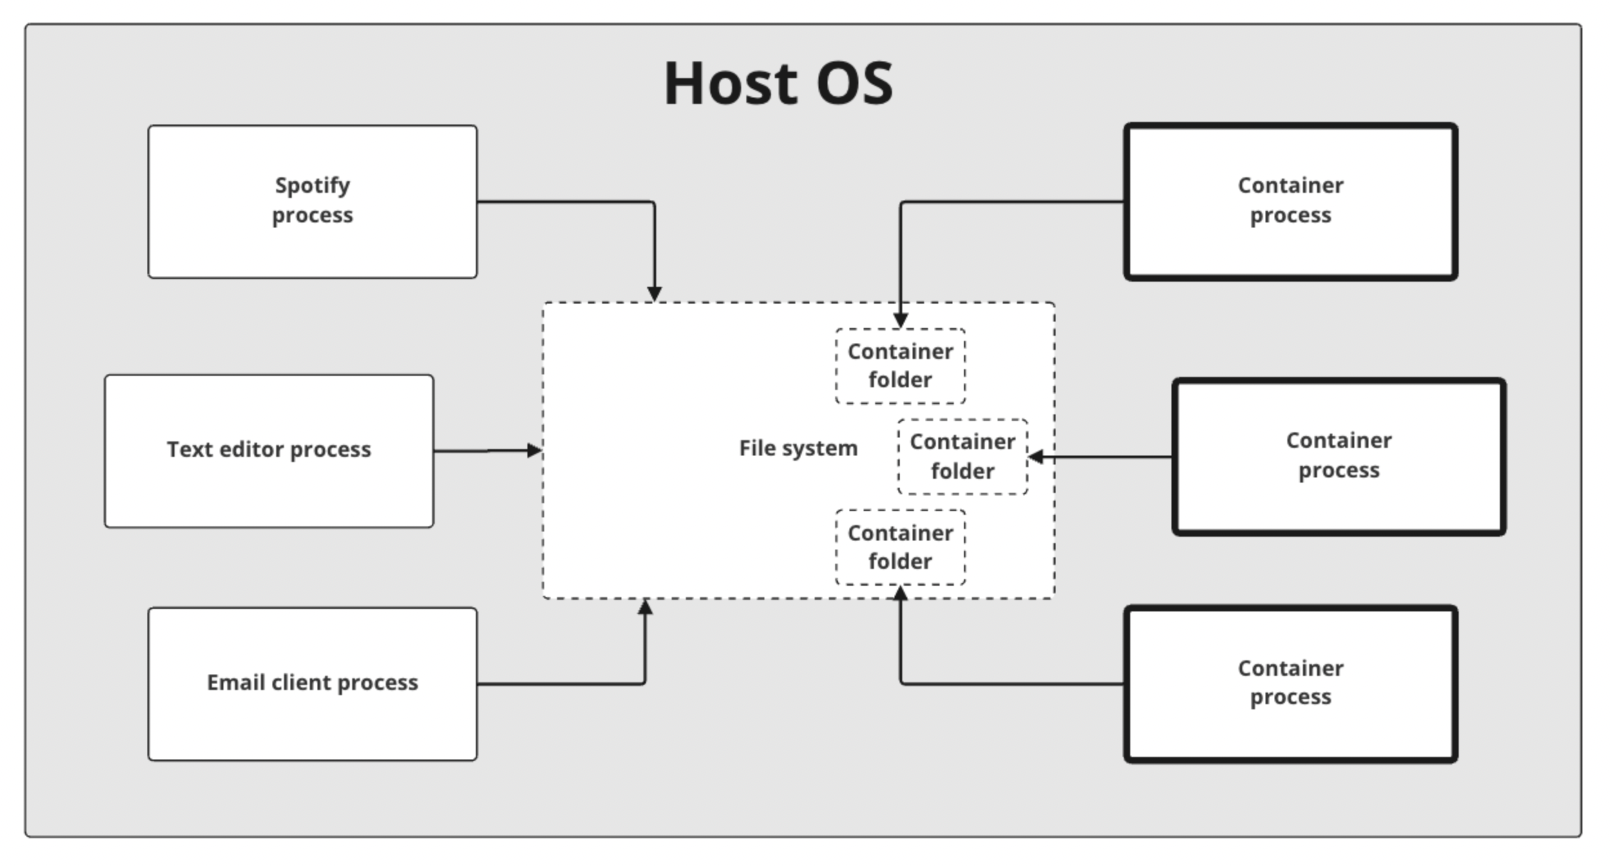 Host OS
Spotify
process
Container
process
Container
folder
Text editor process
File system
Container
folder
Container
process
Container
folder
Email client process
Container
process